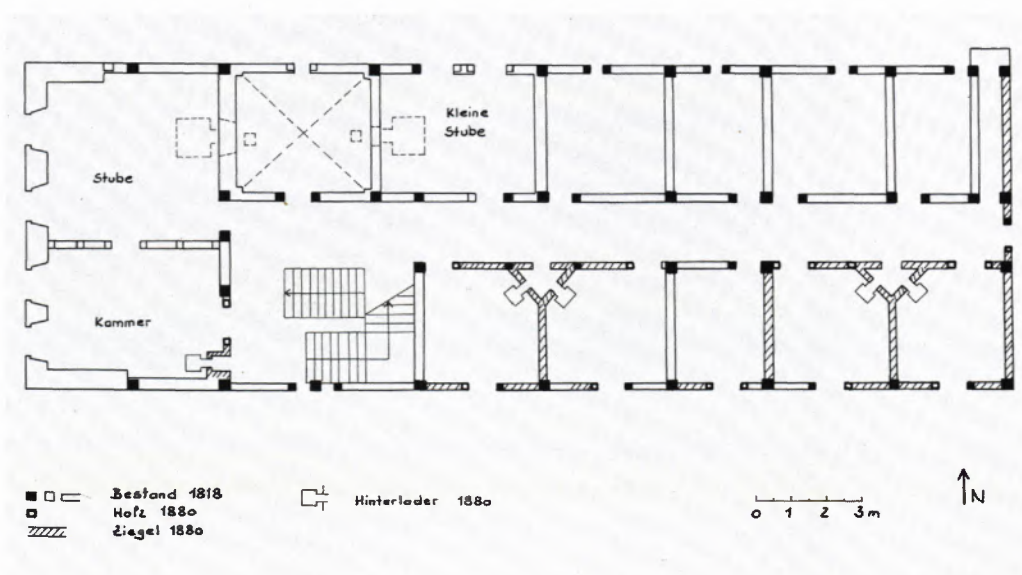 Kleine
Stube
Stube
Kammer
Bestand 1818
Holz 1880
Ziegel 1880
Hinterlader 1880
0 1 2 3m
N